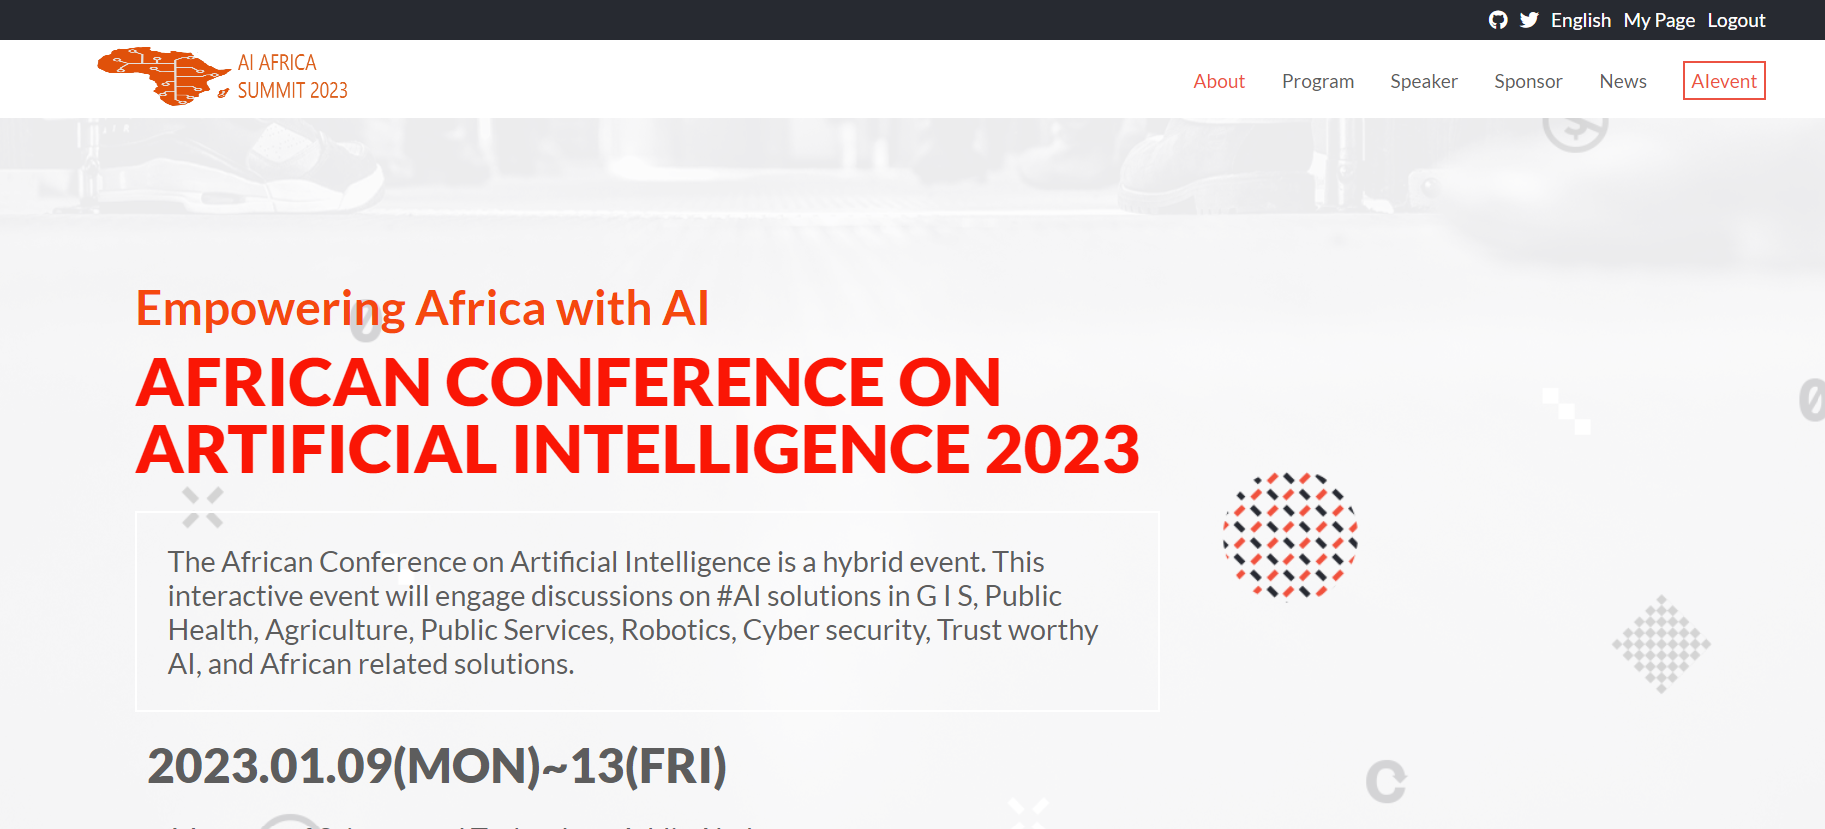 English My Page Logout
AI AFRICA
SUMMIT 2023
About Program Speaker Sponsor News AIevent
Empowering Africa with AI
AFRICAN CONFERENCE ON
ARTIFICIAL INTELLIGENCE 2023
The African Conference on Artificial Intelligence is a hybrid event. This
interactive event will engage discussions on #AI solutions in G I S, Public
Health, Agriculture, Public Services, Robotics, Cyber security, Trust worthy
AI, and African related solutions.
2023.01.09(MON)~13(FRI)